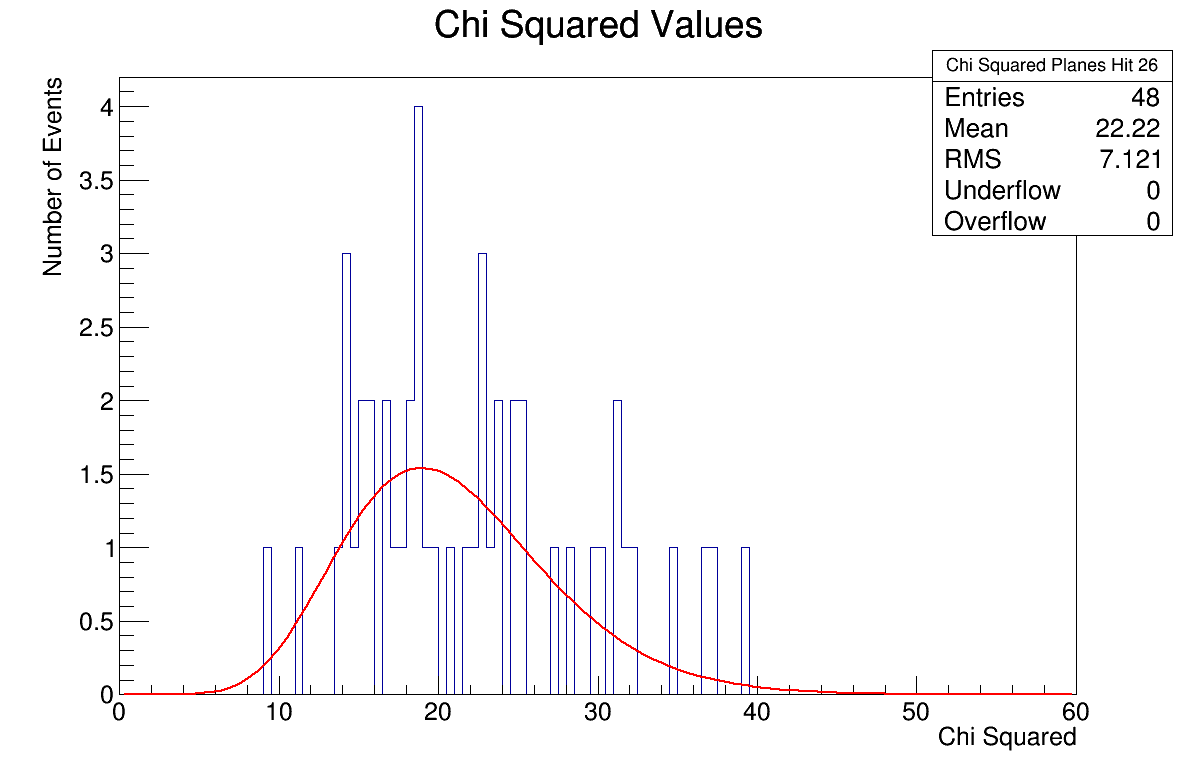 Chi Squared Values
Chi Squared Planes Hit 26
Entries 48
Mean 22.22
RMS 7.121
Underflow 0
Overflow 0
Number of Events
4
3.5
3
2.5
2
1.5
1
0.5
0
0 10 20 30 40 50 60
Chi Squared